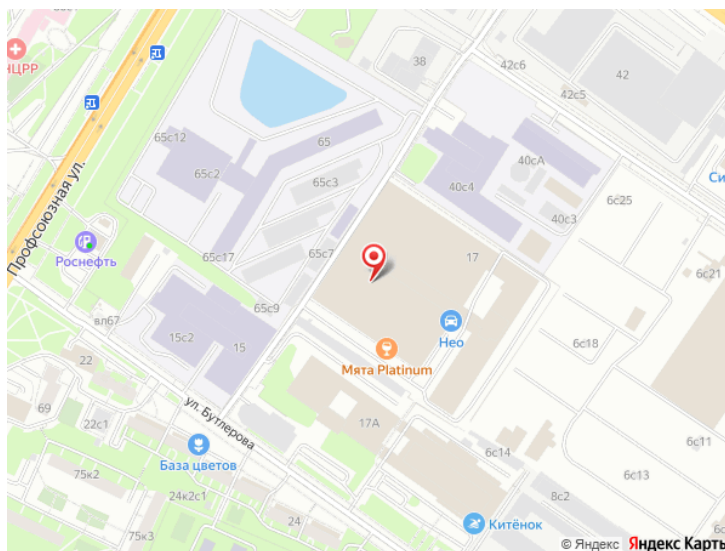 НЦРР
38
42с6
42
42с5
65с12
65
65с2
40сА
65с3
40с4
Си
6с25
40с3
Профсоюзная ул.
Роснефть
65с17
65с7
17
6с21
65с9
вл67
15с2
15
Нео
6с18
22
Мята Platinum
69
ул. Бутлерова
17А
22с1
6с11
База цветов
6с14
6с13
75к2
24к2с1
8с2
24
75к3
Китёнок
© Яндекс Яндекс Карты